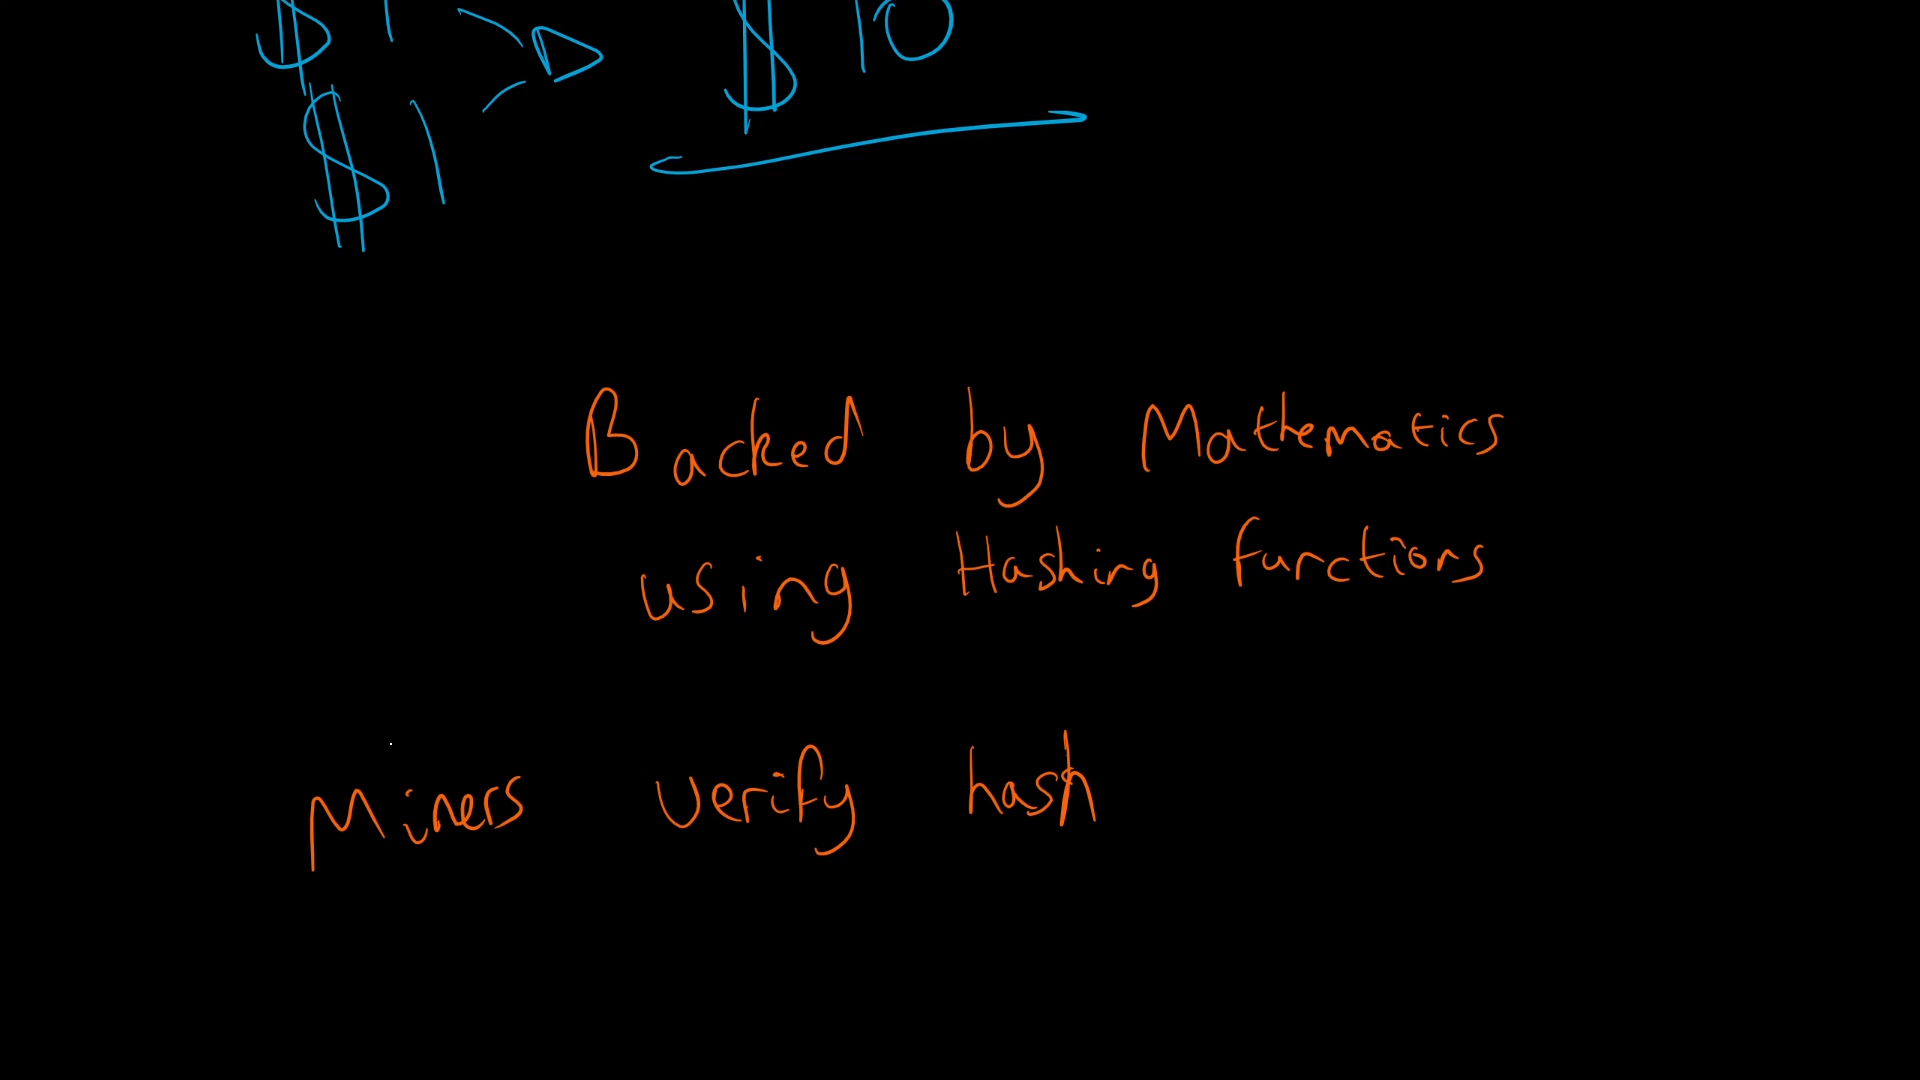 $1
$10
$1
Backed by Mathematics
using Hashing functions
Miners verify hash